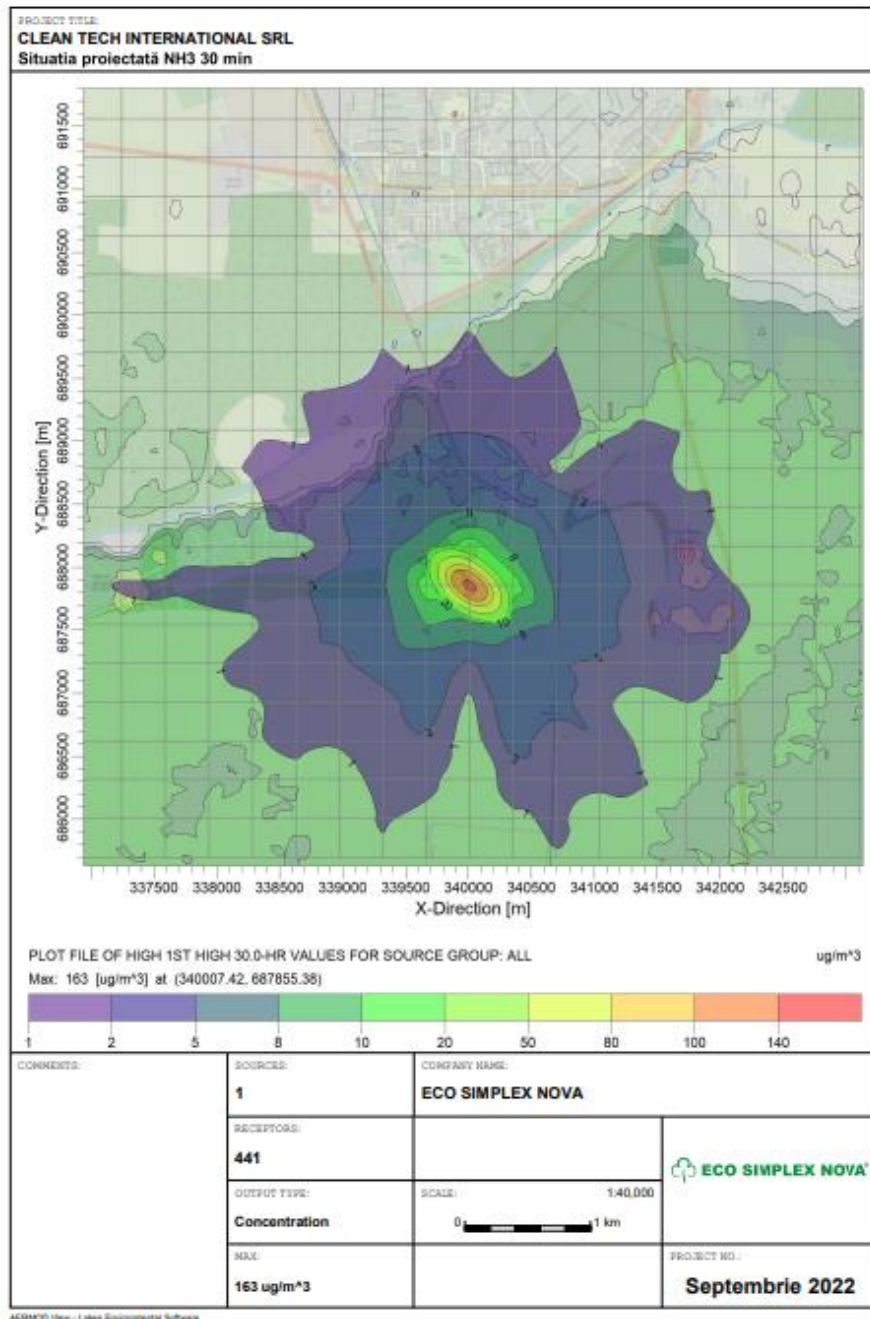 PROJECT TITLE:
CLEAN TECH INTERNATIONAL SRL
Situatia proiectată NH3 30 min
Y-Direction [m]
691500
691000
690500
690000
689500
689000
688500
688000
687500
687000
686500
686000
337500 338000 338500 339000 339500 340000 340500 341000 341500 342000 342500
X-Direction [m]
PLOT FILE OF HIGH 1ST HIGH 30.0-HR VALUES FOR SOURCE GROUP: ALL ug/m^3
Max: 163 [ug/m^3] at (340007.42, 687855.38)
1 2 5 6 8 10 20 50 80 100 140
COMMENTS:
SOURCES:
1
COMPANY NAME:
ECO SIMPLEX NOVA
RECEPTORS:
441
ECO SIMPLEX NOVA
OUTPUT TYPE:
Concentration
SCALE: 1:40,000
0 1 km
MAX:
163 ug/m^3
PROJECT NO.:
Septembrie 2022
AERMOD View - Lakes Environmental Software